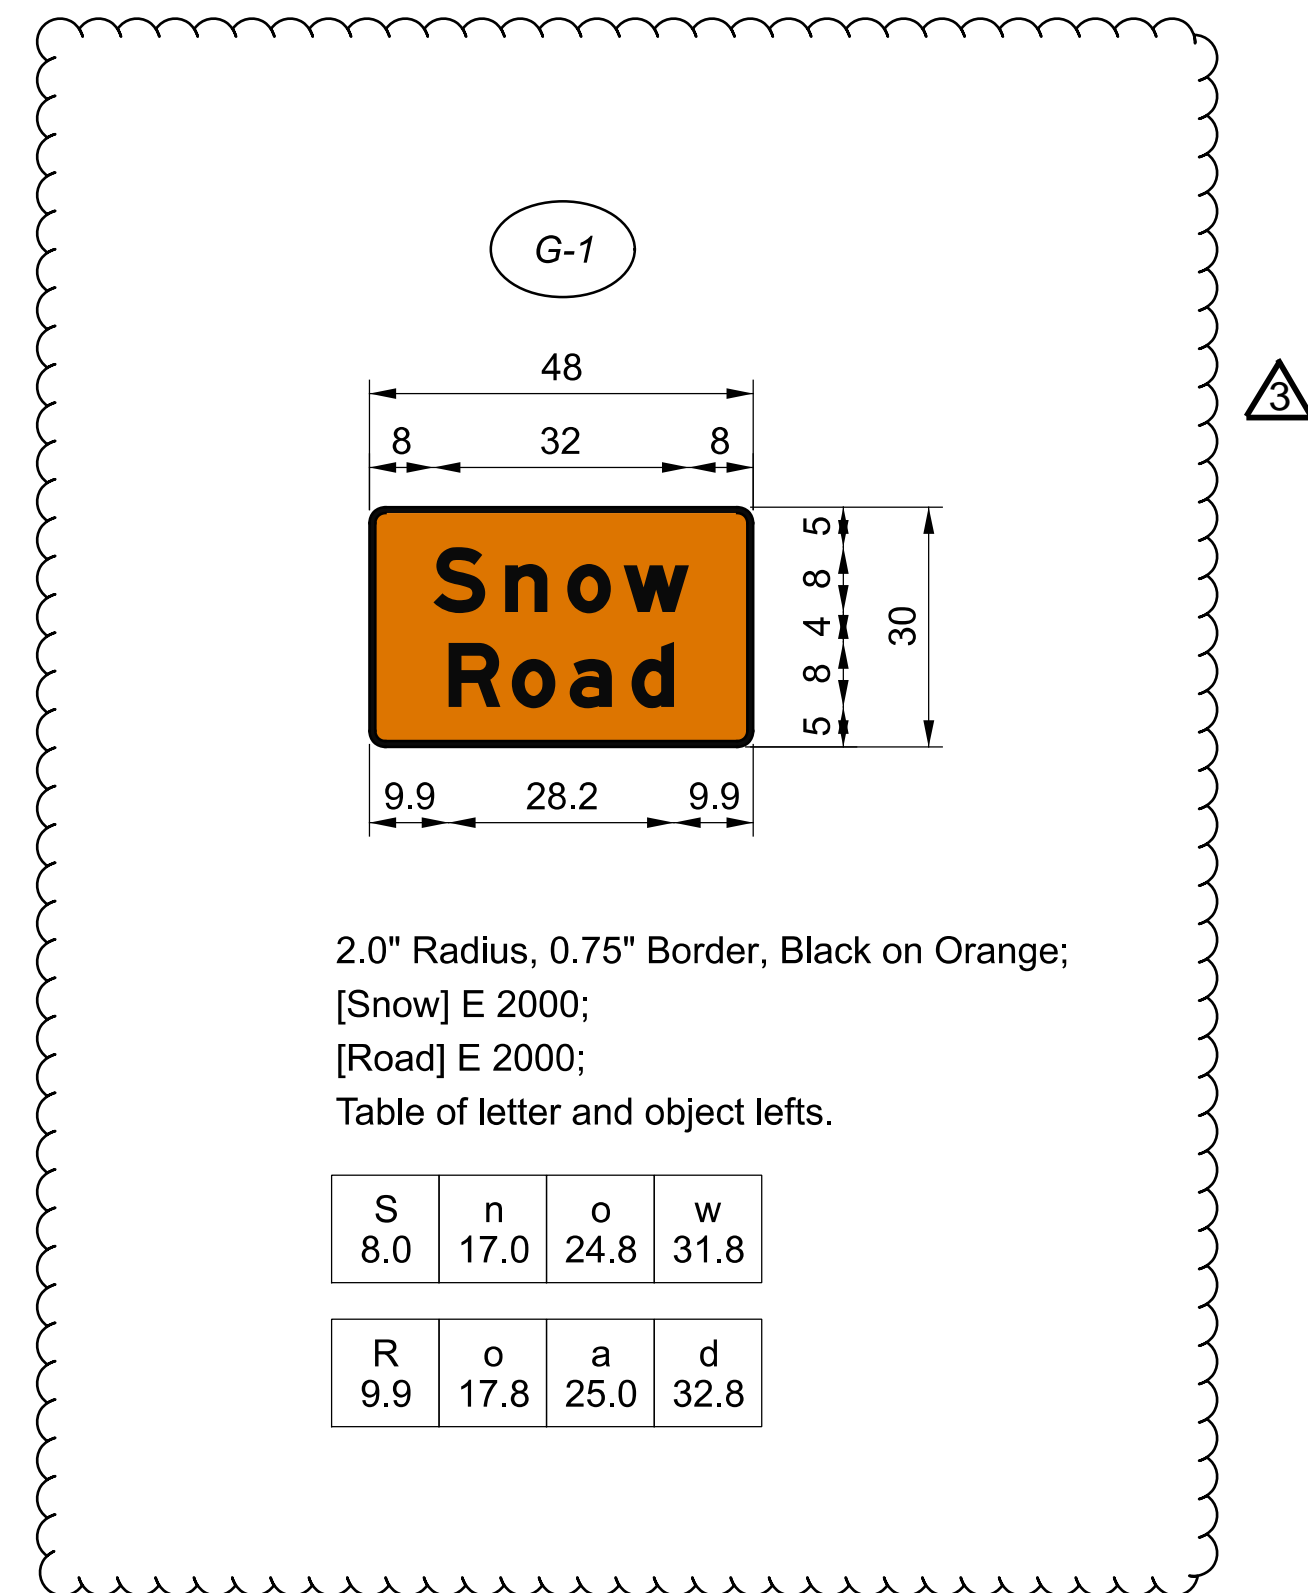 G-1
48
8 32 8
3
Snow
Road
5
8
4
8
5
30
9.9 28.2 9.9
2.0" Radius, 0.75" Border, Black on Orange;
[Snow] E 2000;
[Road] E 2000;
Table of letter and object lefts.
S n o w
8.0 17.0 24.8 31.8
R o a d
9.9 17.8 25.0 32.8